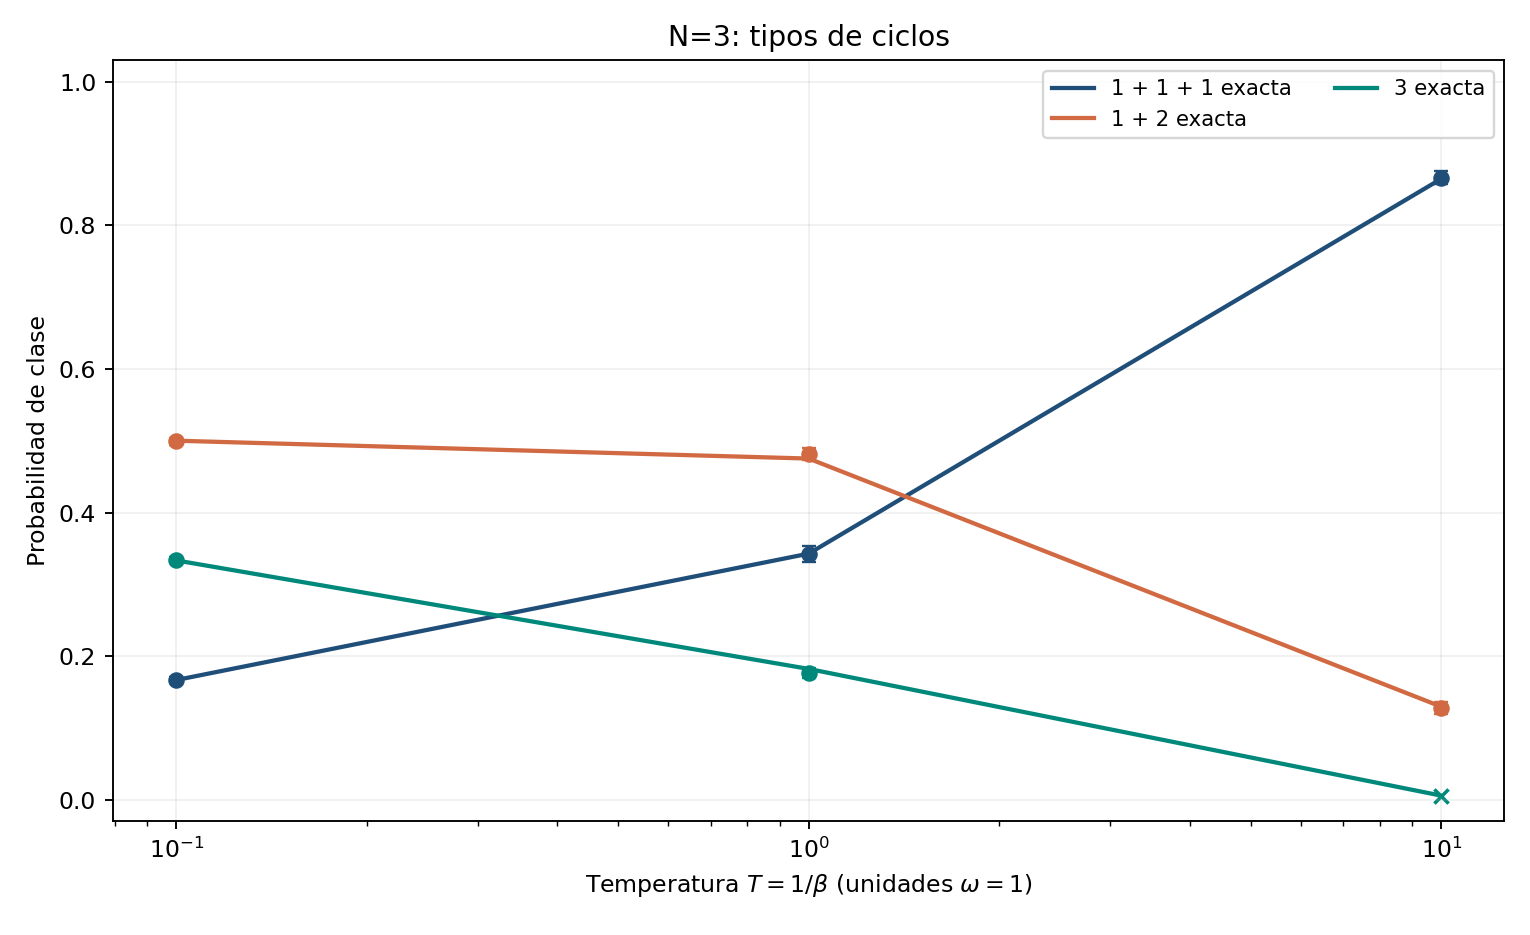 N=3: tipos de ciclos
1 + 1 + 1 exacta
1 + 2 exacta
3 exacta
Probabilidad de clase
1.0
0.8
0.6
0.4
0.2
0.0
10⁻¹
10⁰
10¹
Temperatura T = 1/β (unidades ω = 1)